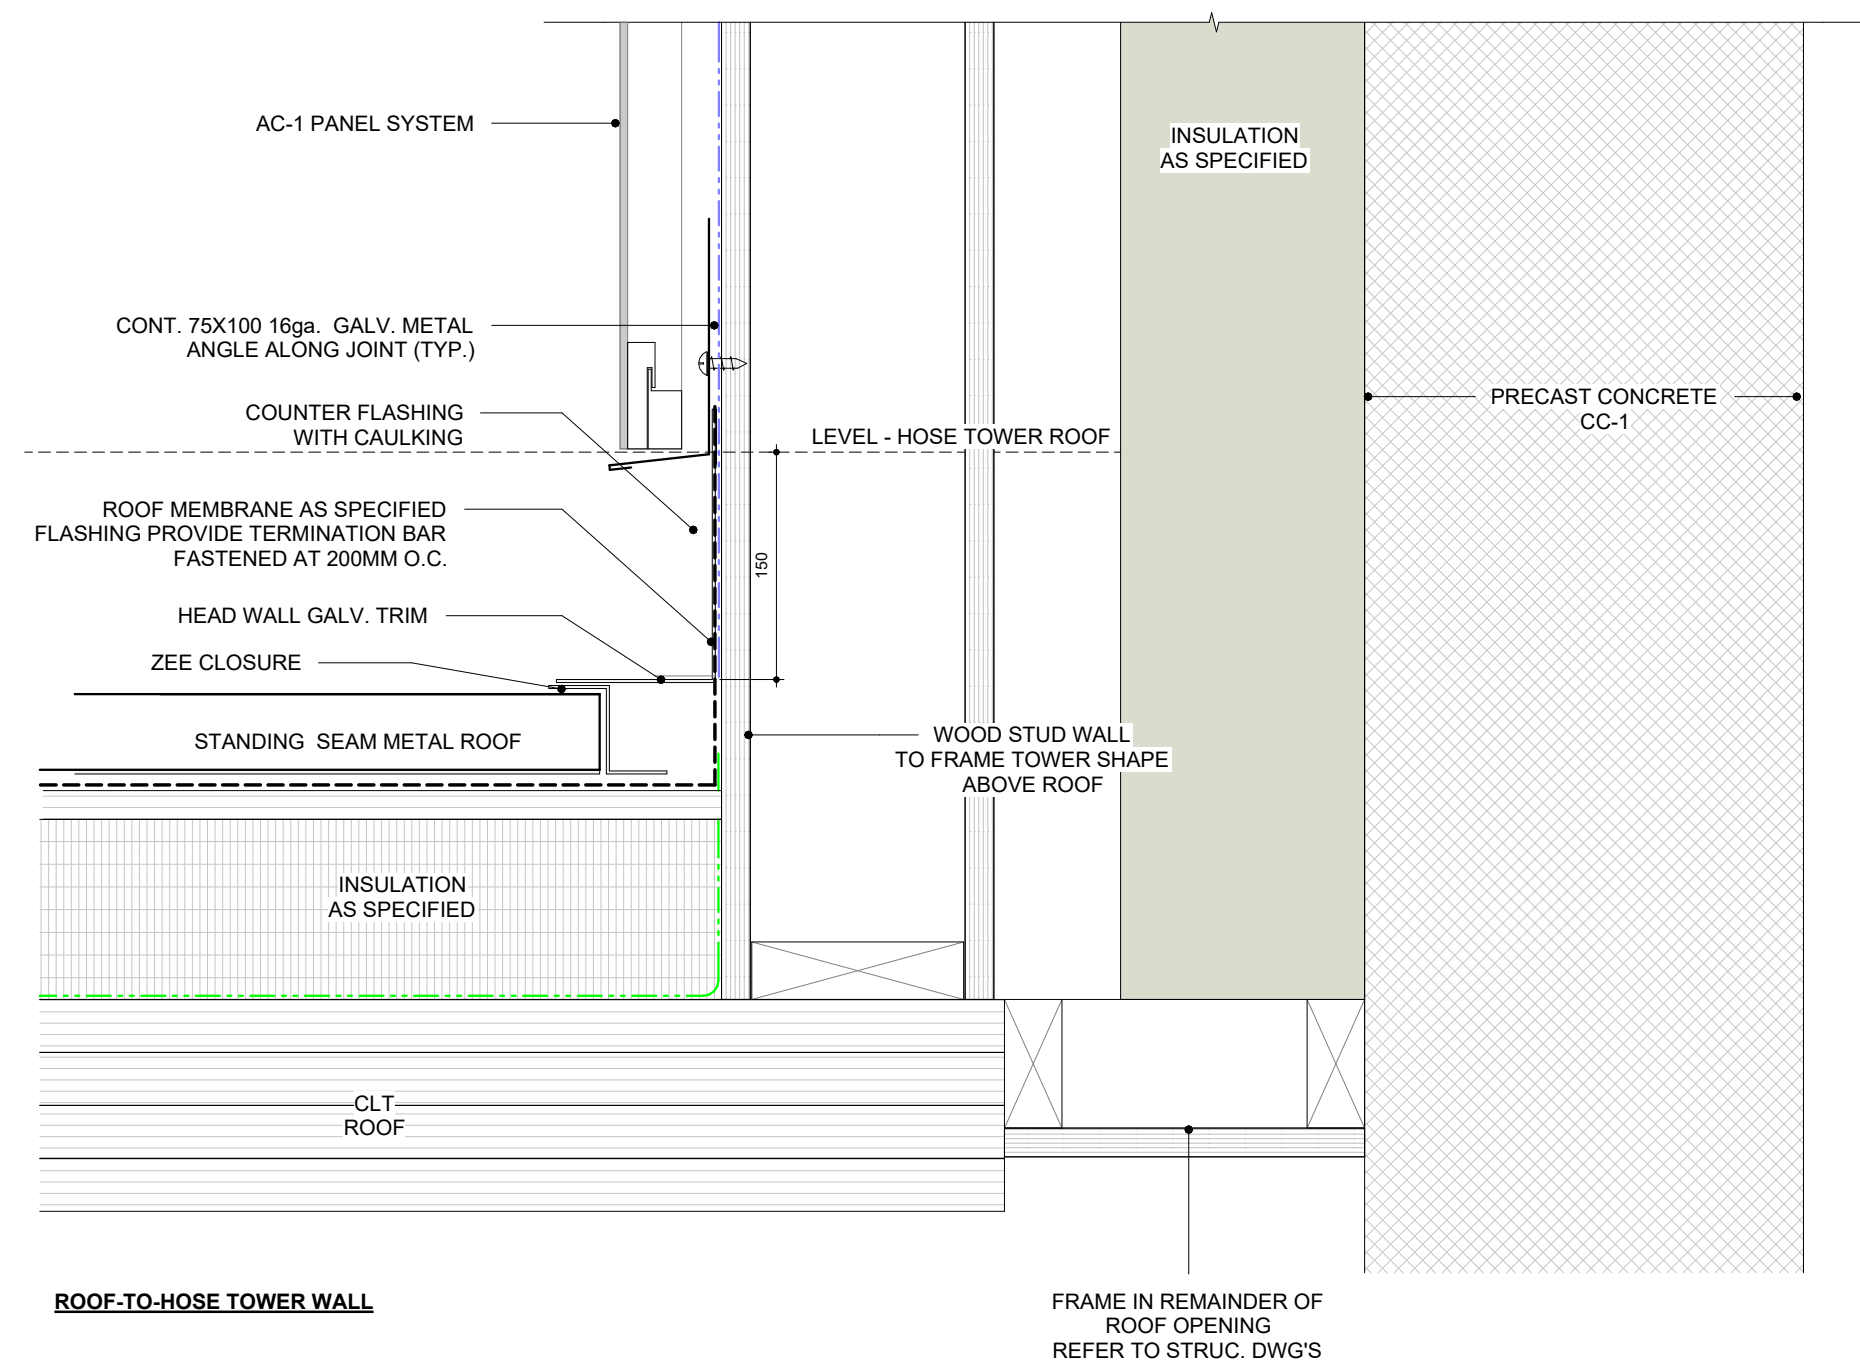 AC-1 PANEL SYSTEM
INSULATION
AS SPECIFIED
CONT. 75X100 16ga.  GALV. METAL
ANGLE ALONG JOINT (TYP.)
COUNTER FLASHING
WITH CAULKING
PRECAST CONCRETE
CC-1
LEVEL - HOSE TOWER ROOF
ROOF MEMBRANE AS SPECIFIED
FLASHING PROVIDE TERMINATION BAR
FASTENED AT 200MM O.C.
150
HEAD WALL GALV. TRIM
ZEE CLOSURE
STANDING  SEAM METAL ROOF
WOOD STUD WALL
TO FRAME TOWER SHAPE
ABOVE ROOF
INSULATION
AS SPECIFIED
CLT
ROOF
ROOF-TO-HOSE TOWER WALL
FRAME IN REMAINDER OF
ROOF OPENING
REFER TO STRUC. DWG'S